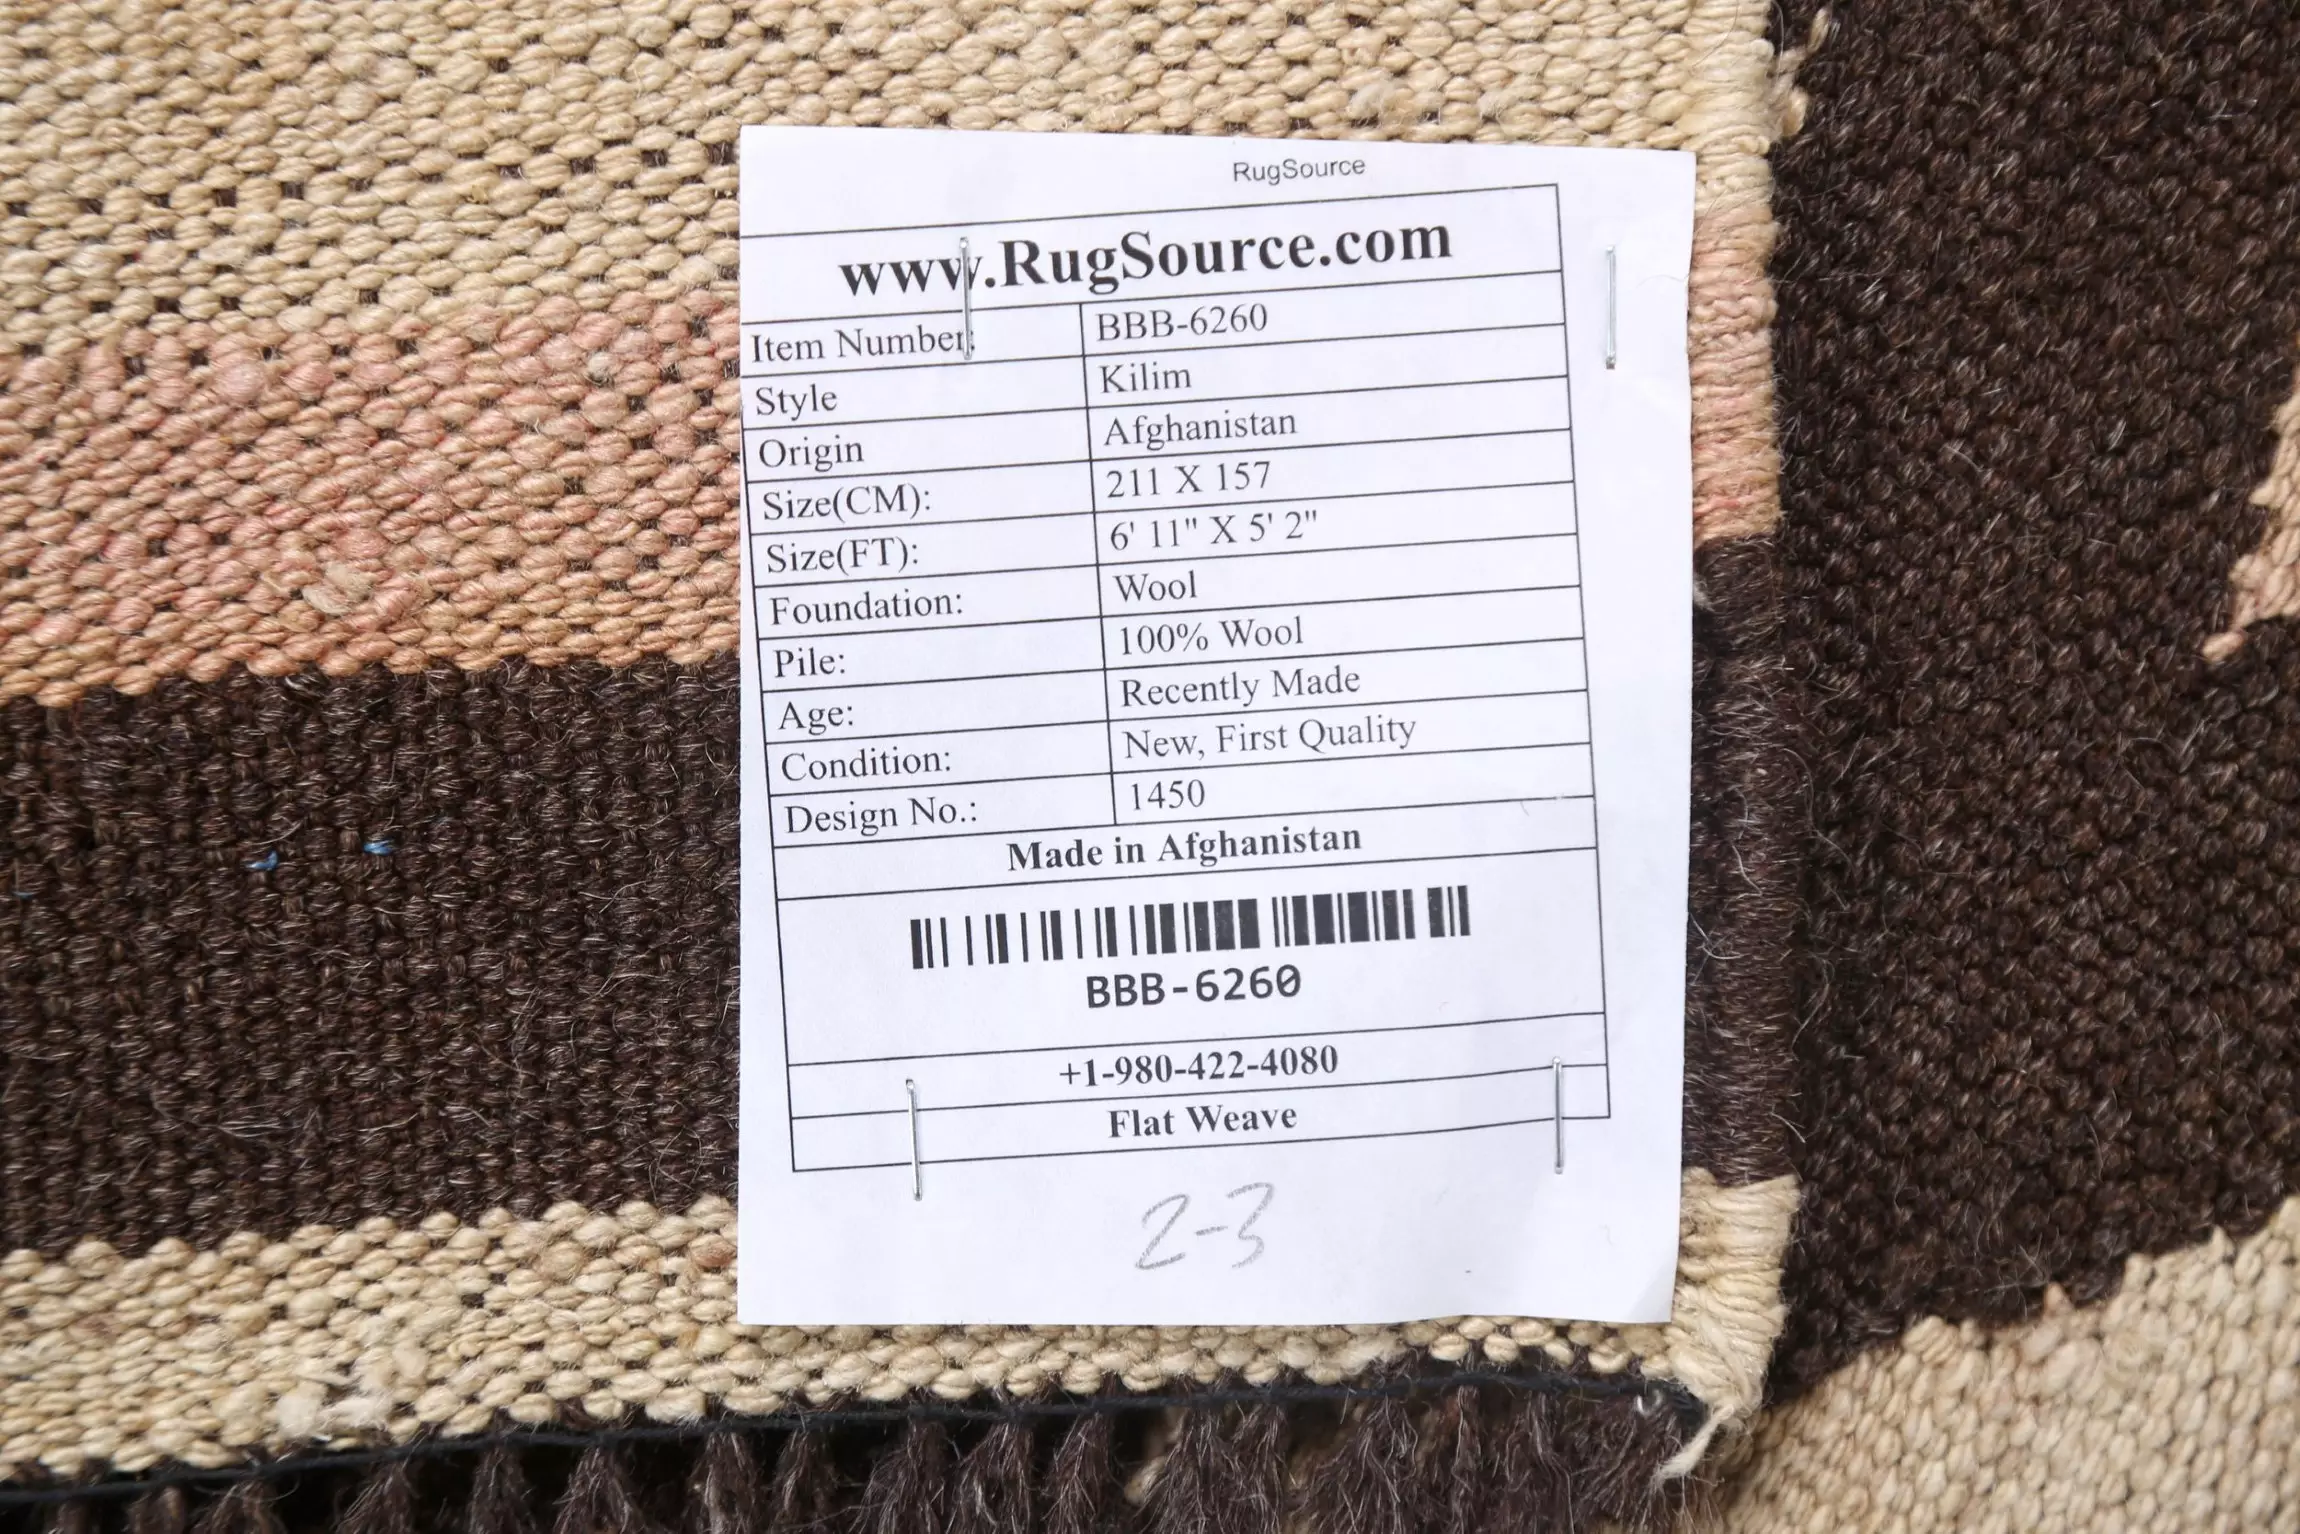 RugSource
www.RugSource.com
Item Number: BBB-6260
Style Kilim
Origin Afghanistan
Size(CM): 211 X 157
Size(FT): 6' 11" X 5' 2"
Foundation: Wool
Pile: 100% Wool
Age: Recently Made
Condition: New, First Quality
Design No.: 1450
Made in Afghanistan
BBB-6260
+1-980-422-4080
Flat Weave
2-3